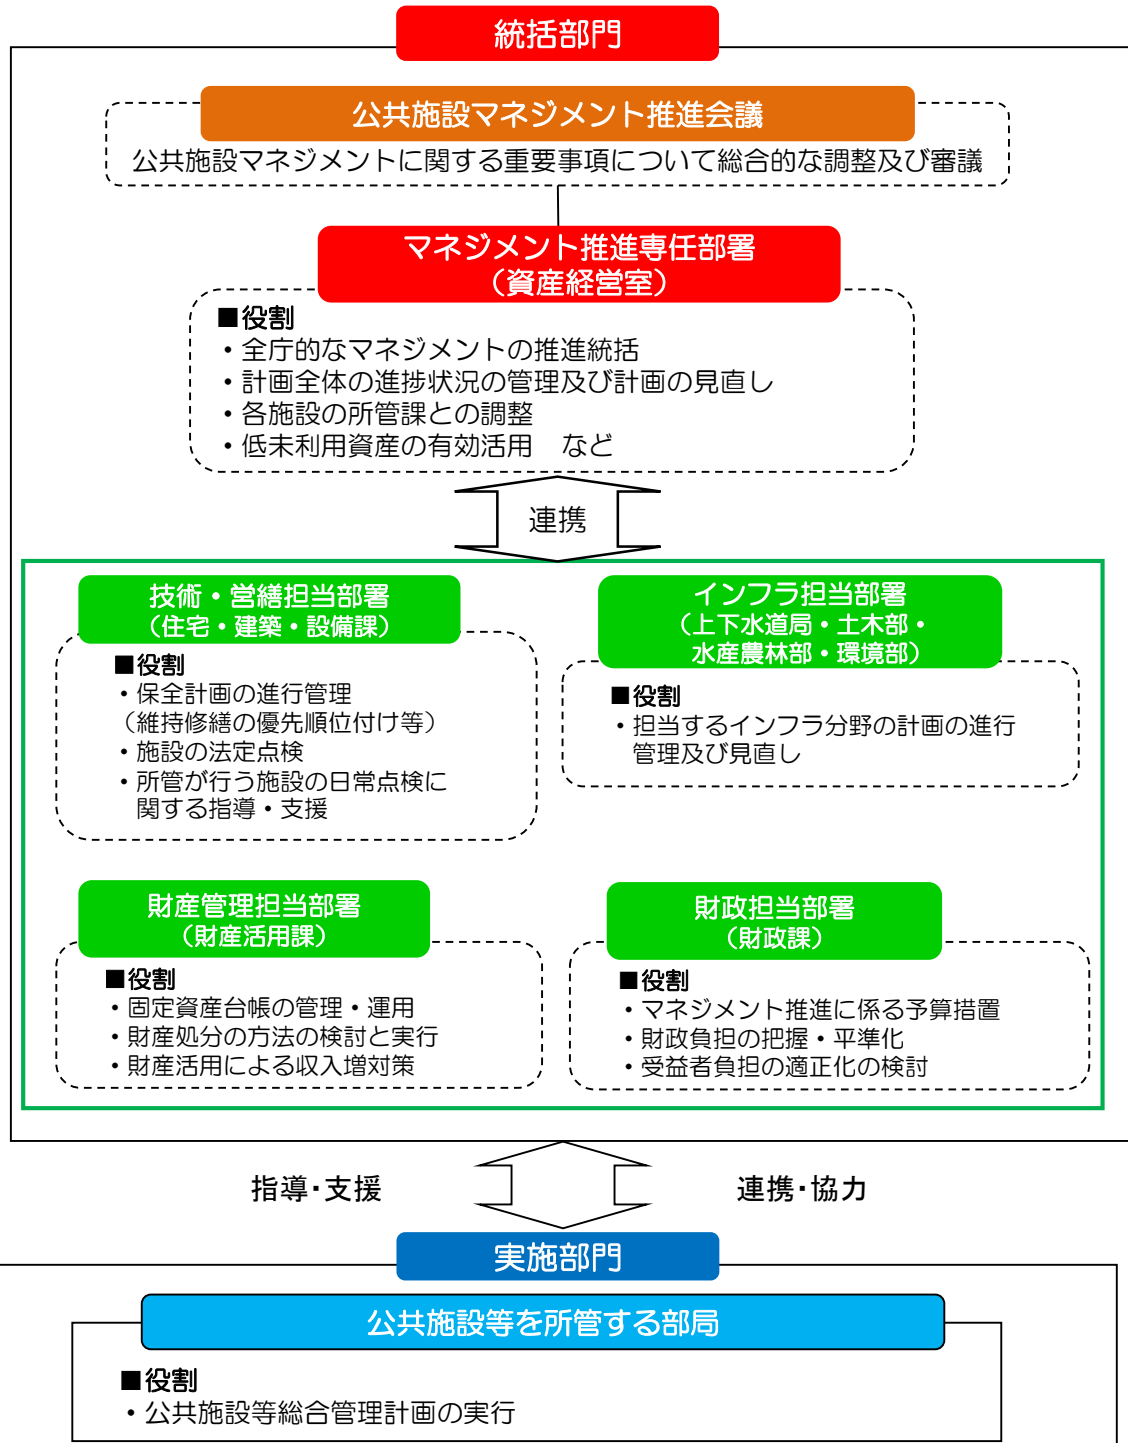 統括部門
公共施設マネジメント推進会議
公共施設マネジメントに関する重要事項について総合的な調整及び審議
マネジメント推進専任部署
（資産経営室）
■役割
・全庁的なマネジメントの推進統括
・計画全体の進捗状況の管理及び計画の見直し
・各施設の所管課との調整
・低未利用資産の有効活用　など
連携
技術・営繕担当部署
（住宅・建築・設備課）
■役割
・保全計画の進行管理
（維持修繕の優先順位付け等）
・施設の法定点検
・所管が行う施設の日常点検に
関する指導・支援
インフラ担当部署
（上下水道局・土木部・
水産農林部・環境部）
■役割
・担当するインフラ分野の計画の進行
管理及び見直し
財産管理担当部署
（財産活用課）
■役割
・固定資産台帳の管理・運用
・財産処分の方法の検討と実行
・財産活用による収入増対策
財政担当部署
（財政課）
■役割
・マネジメント推進に係る予算措置
・財政負担の把握・平準化
・受益者負担の適正化の検討
指導・支援
連携・協力
実施部門
公共施設等を所管する部局
■役割
・公共施設等総合管理計画の実行